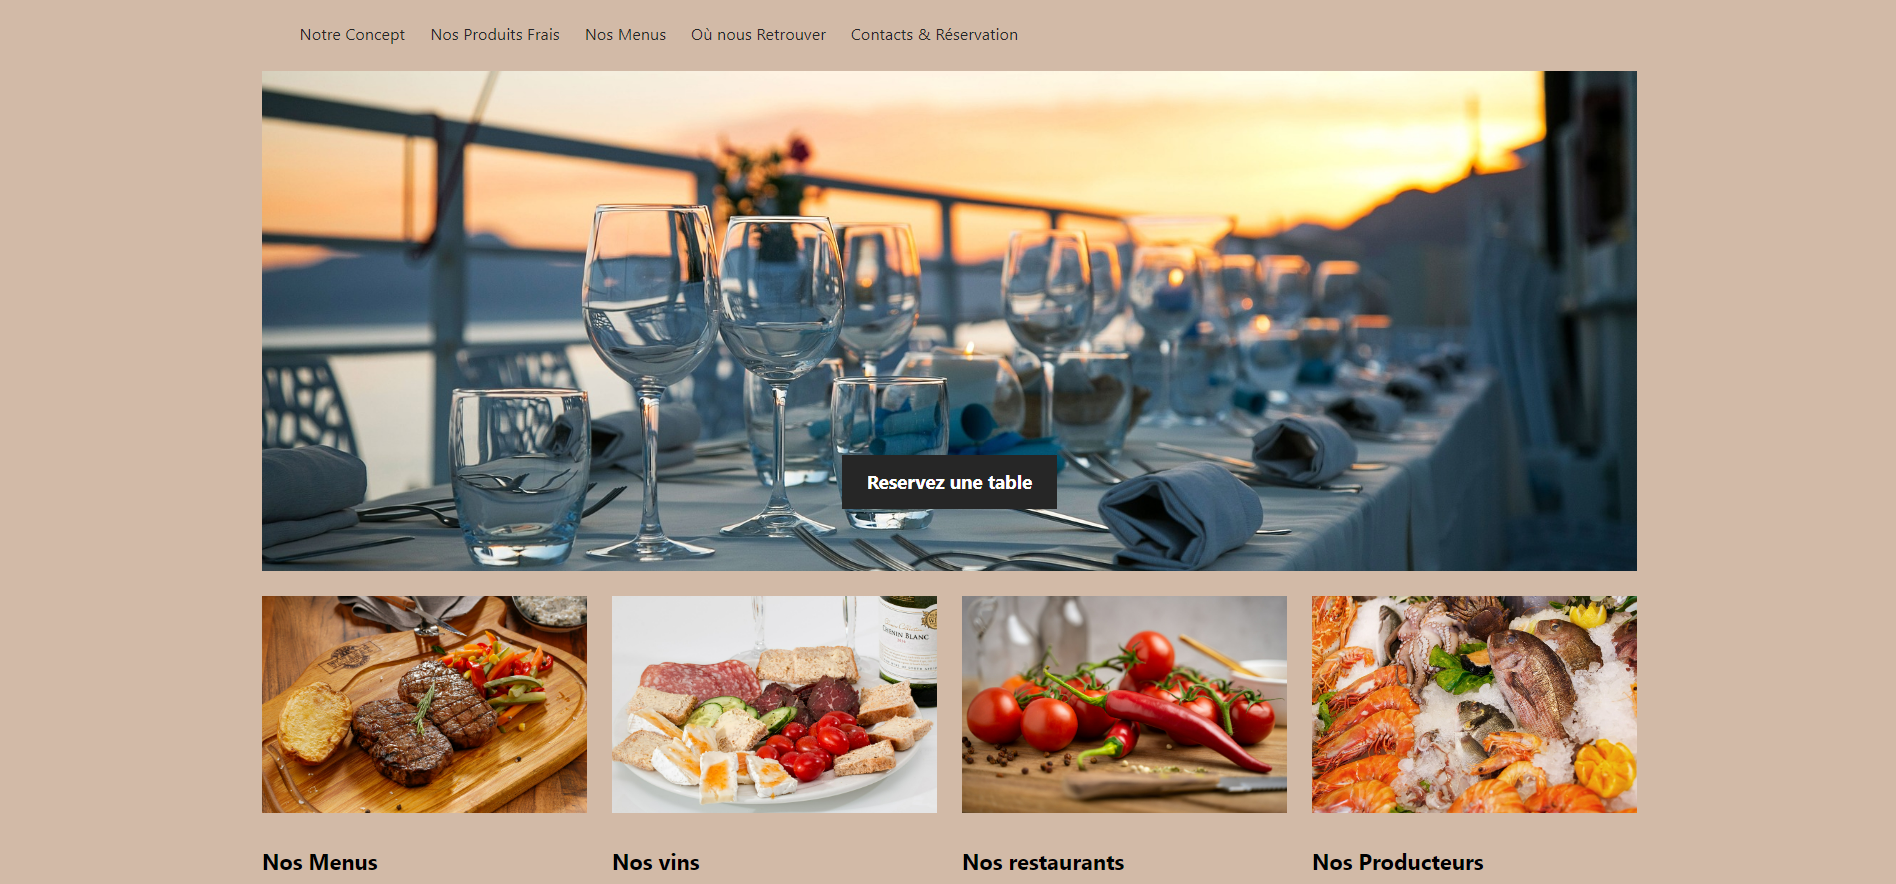 Notre Concept
Nos Produits Frais
Nos Menus
Où nous Retrouver
Contacts & Réservation
Reservez une table
CHENIN BLANC
Nos Menus
Nos vins
Nos restaurants
Nos Producteurs